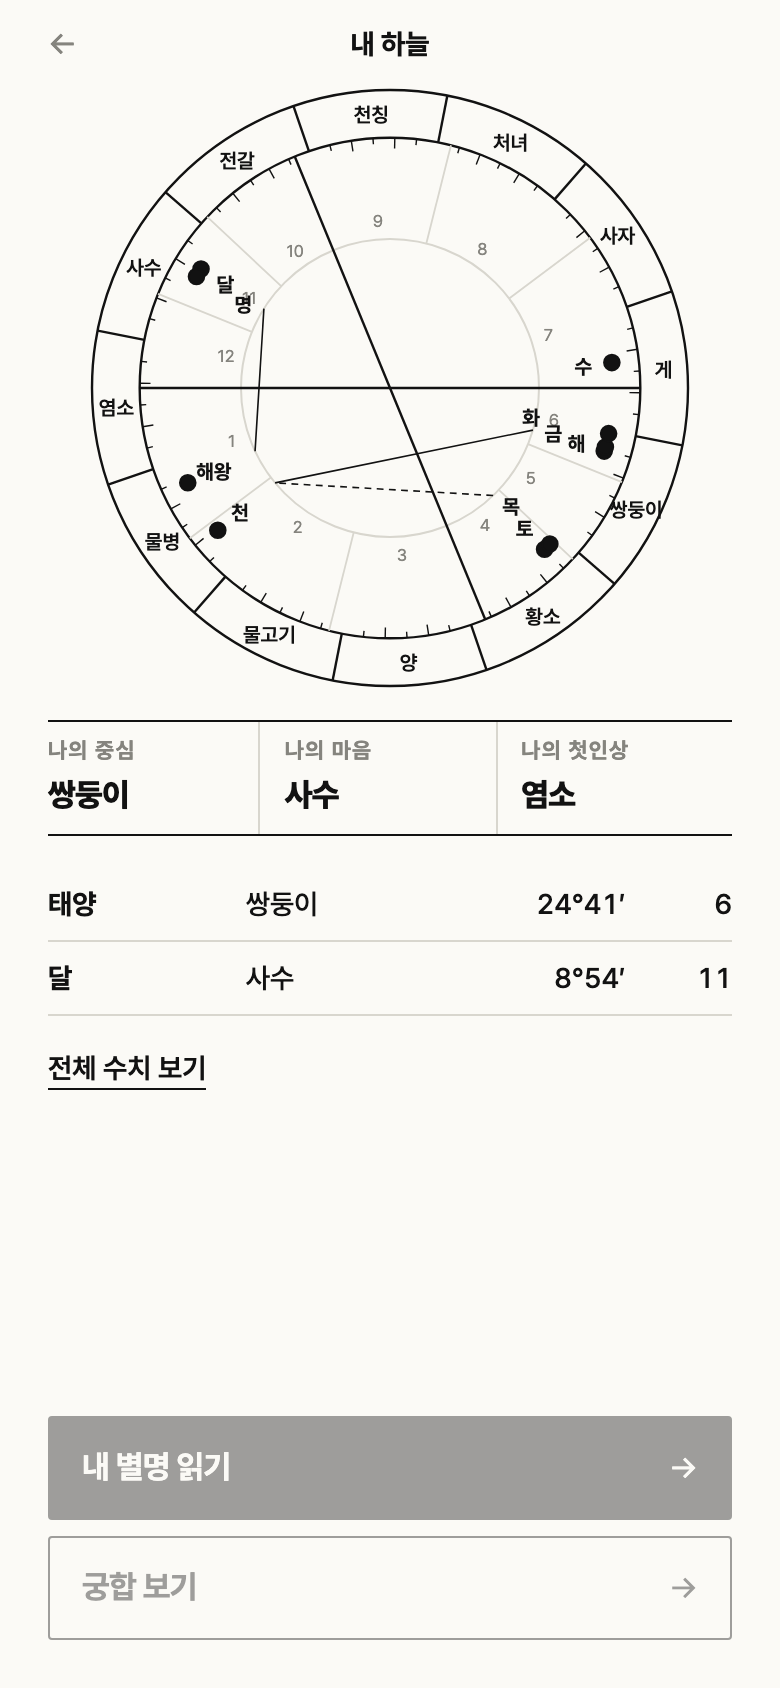 내 하늘
천칭
처녀
전갈
사자
사수
게
염소
쌍둥이
물병
황소
물고기
양
9
8
10
7
달
11
명
12
수
화
6
금
해
1
5
해왕
목
천
4
토
2
3
나의 중심
쌍둥이
나의 마음
사수
나의 첫인상
염소
태양 쌍둥이 24°41′ 6
달 사수 8°54′ 11
전체 수치 보기
내 별명 읽기 →
궁합 보기 →